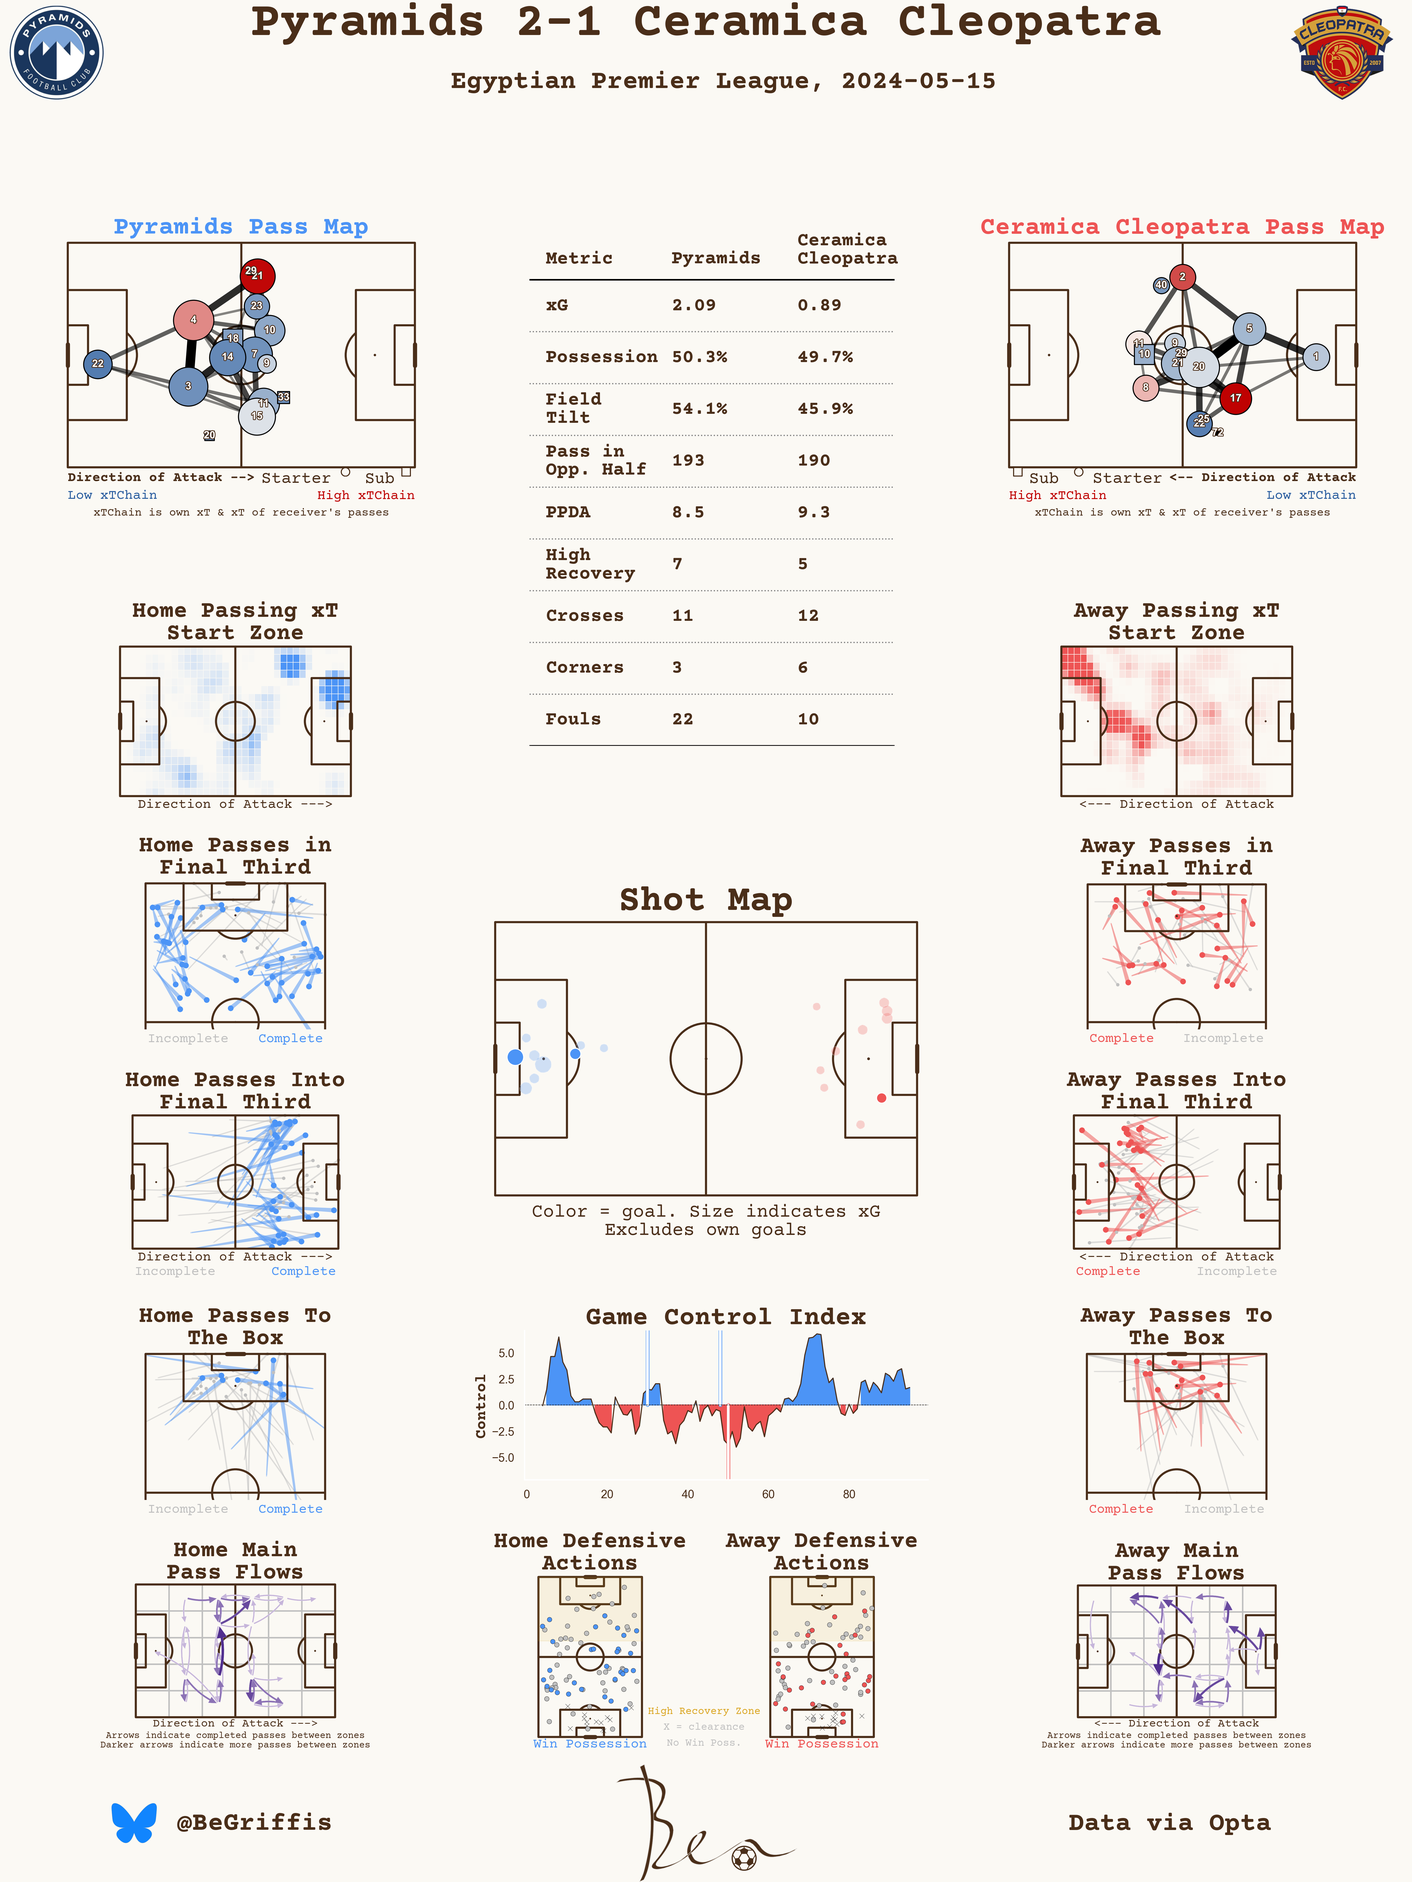 Pyramids 2-1 Ceramica Cleopatra
Egyptian Premier League, 2024-05-15
PYRAMIDS
FOOTBALL CLUB
CLEOPATRA
ESTD 2007
F.C.
Pyramids Pass Map
29 21
23
4
10
18
14
7
9
22
3
11
33
15
20
Direction of Attack --> Starter Sub
Low xTChain High xTChain
xTChain is own xT & xT of receiver's passes
Metric Pyramids Ceramica Cleopatra
xG 2.09 0.89
Possession 50.3% 49.7%
Field Tilt 54.1% 45.9%
Pass in Opp. Half 193 190
PPDA 8.5 9.3
High Recovery 7 5
Crosses 11 12
Corners 3 6
Fouls 22 10
Ceramica Cleopatra Pass Map
2
40
5
11
9
10
29
21
20
1
8
17
25
22
72
Sub Starter <-- Direction of Attack
High xTChain Low xTChain
xTChain is own xT & xT of receiver's passes
Home Passing xT
Start Zone
Direction of Attack --->
Away Passing xT
Start Zone
<--- Direction of Attack
Home Passes in
Final Third
Incomplete Complete
Away Passes in
Final Third
Complete Incomplete
Shot Map
Color = goal. Size indicates xG
Excludes own goals
Home Passes Into
Final Third
Direction of Attack --->
Incomplete Complete
Away Passes Into
Final Third
<--- Direction of Attack
Complete Incomplete
Home Passes To
The Box
Incomplete Complete
Game Control Index
Control
5.0
2.5
0.0
−2.5
−5.0
0 20 40 60 80
Away Passes To
The Box
Complete Incomplete
Home Main
Pass Flows
Direction of Attack --->
Arrows indicate completed passes between zones
Darker arrows indicate more passes between zones
Home Defensive
Actions
Win Possession
Away Defensive
Actions
Win Possession
High Recovery Zone
X = clearance
No Win Poss.
Away Main
Pass Flows
<--- Direction of Attack
Arrows indicate completed passes between zones
Darker arrows indicate more passes between zones
@BeGriffis
Ben
Data via Opta